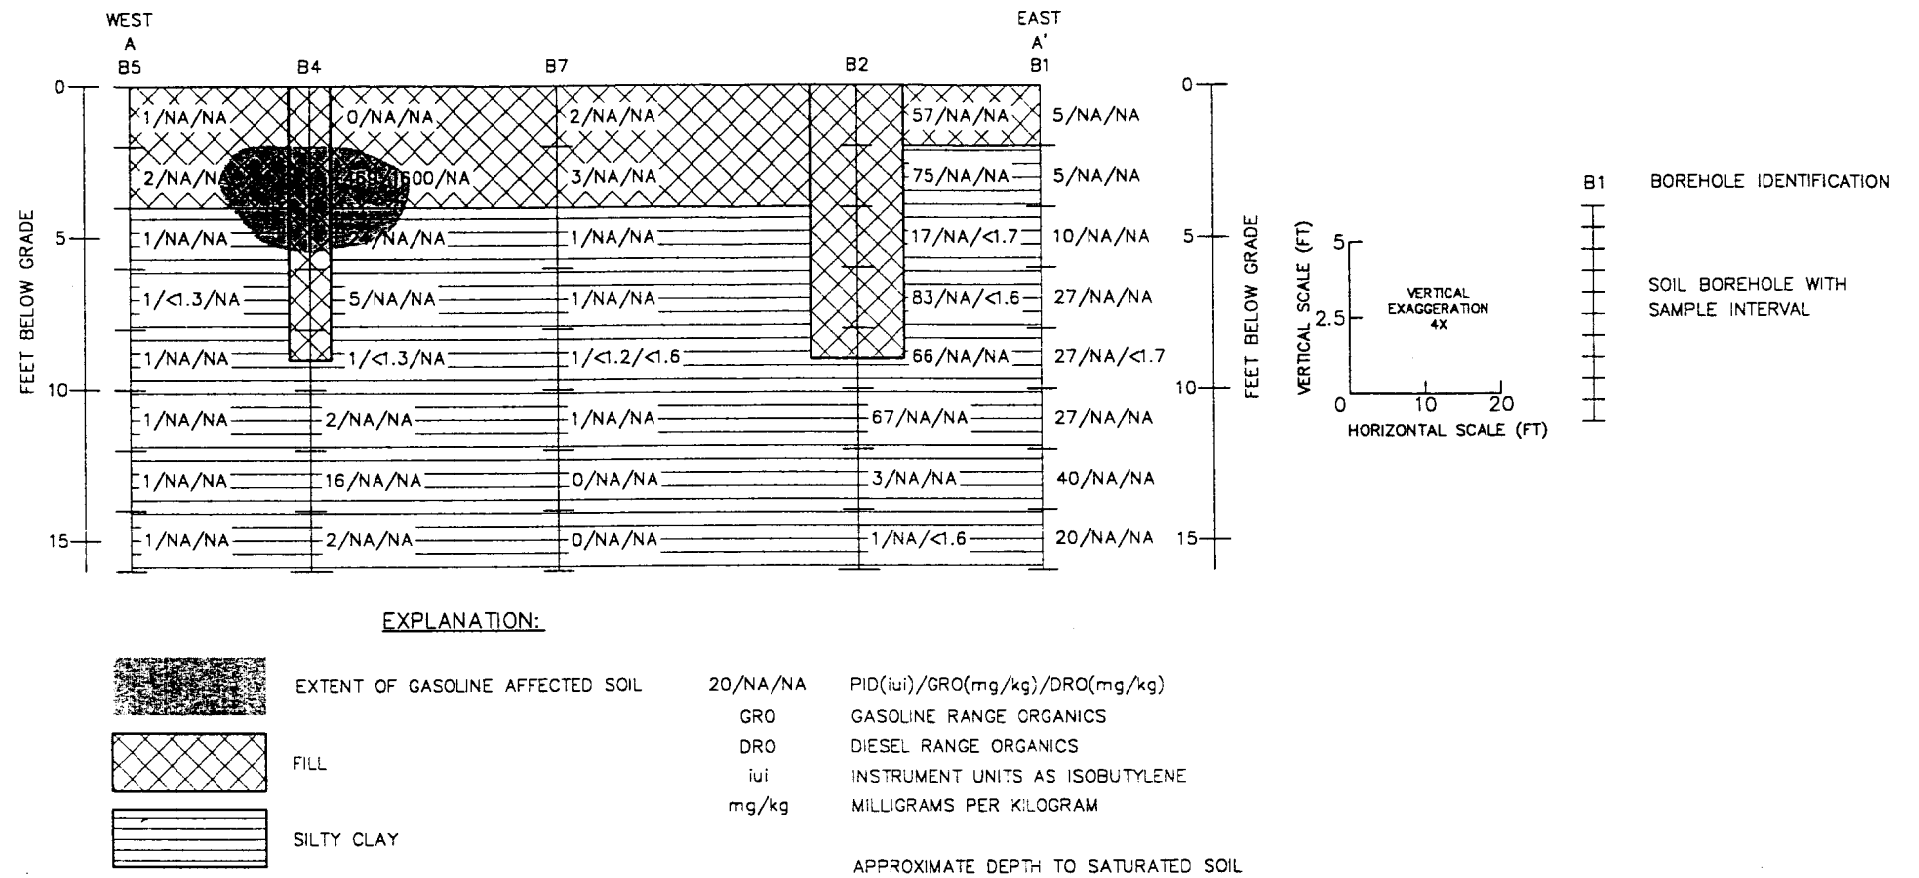 WEST
EAST
A
A'
B5 B4 B7 B2 B1
0 0
1/NA/NA 0/NA/NA 2/NA/NA 57/NA/NA 5/NA/NA
2/NA/NA 1600/NA 3/NA/NA 75/NA/NA 5/NA/NA
5 1/NA/NA 24/NA/NA 1/NA/NA 17/NA/<1.7 10/NA/NA 5
1/<1.3/NA 5/NA/NA 1/NA/NA 83/NA/<1.6 27/NA/NA
1/NA/NA 1/<1.3/NA 1/<1.2/<1.6 66/NA/NA 27/NA/<1.7
10 10
1/NA/NA 2/NA/NA 1/NA/NA 67/NA/NA 27/NA/NA
1/NA/NA 16/NA/NA 0/NA/NA 3/NA/NA 40/NA/NA
15 1/NA/NA 2/NA/NA 0/NA/NA 1/NA/<1.6 20/NA/NA 15
FEET BELOW GRADE
FEET BELOW GRADE
VERTICAL SCALE (FT)
5
2.5
VERTICAL
EXAGGERATION
4X
0 10 20
HORIZONTAL SCALE (FT)
B1 BOREHOLE IDENTIFICATION
SOIL BOREHOLE WITH
SAMPLE INTERVAL
EXPLANATION:
EXTENT OF GASOLINE AFFECTED SOIL
FILL
SILTY CLAY
20/NA/NA PID(iui)/GRO(mg/kg)/DRO(mg/kg)
GRO GASOLINE RANGE ORGANICS
DRO DIESEL RANGE ORGANICS
iui INSTRUMENT UNITS AS ISOBUTYLENE
mg/kg MILLIGRAMS PER KILOGRAM
APPROXIMATE DEPTH TO SATURATED SOIL